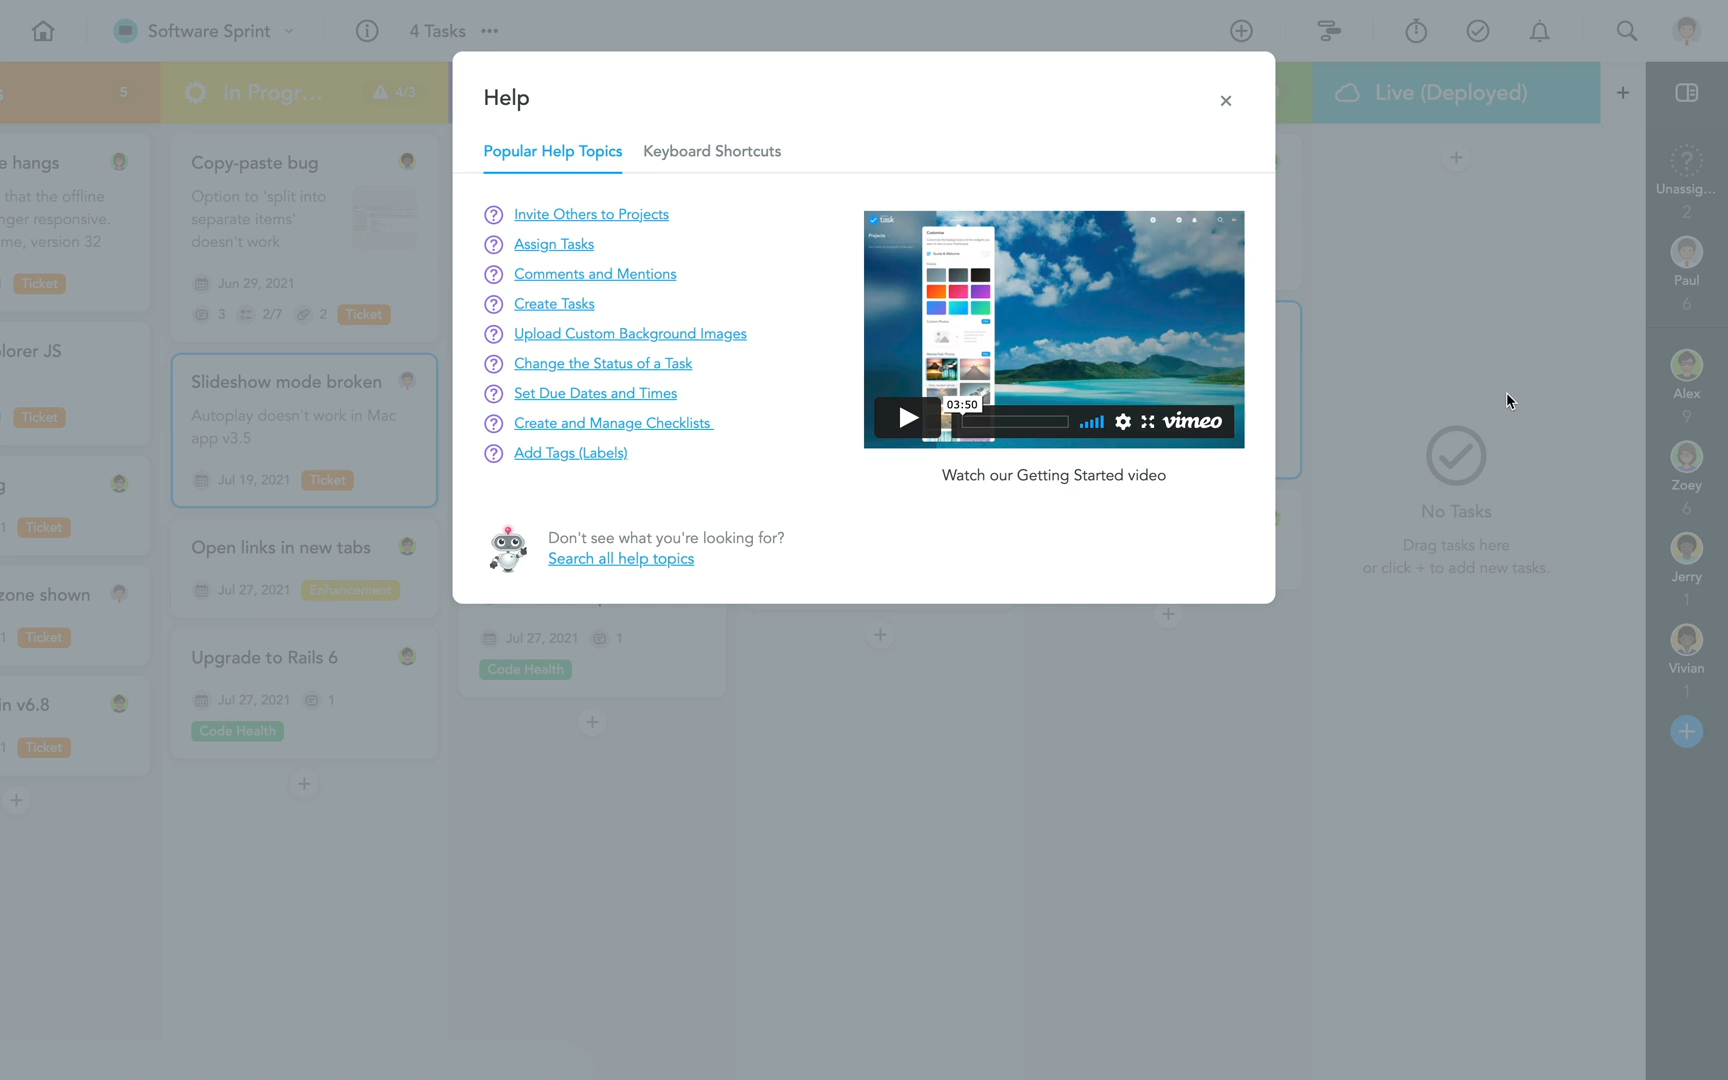 Software Sprint
4 Tasks
s
5
In Progr...
4/3
Live (Deployed)
e hangs
that the offline
nger responsive.
me, version 32
Ticket
plorer JS
Ticket
g
1
Ticket
zone shown
1
Ticket
in v6.8
1
Ticket
Copy-paste bug
Option to 'split into
separate items'
doesn't work
Jun 29, 2021
3
2/7
2
Ticket
Slideshow mode broken
Autoplay doesn't work in Mac
app v3.5
Jul 19, 2021
Ticket
Open links in new tabs
Jul 27, 2021
Enhancement
Upgrade to Rails 6
Jul 27, 2021
1
Code Health
Jul 27, 2021
1
Code Health
Help
Popular Help Topics
Keyboard Shortcuts
Invite Others to Projects
Assign Tasks
Comments and Mentions
Create Tasks
Upload Custom Background Images
Change the Status of a Task
Set Due Dates and Times
Create and Manage Checklists
Add Tags (Labels)
task
Projects
Customize
03:50
vimeo
Watch our Getting Started video
Don't see what you're looking for?
Search all help topics
No Tasks
Drag tasks here
or click + to add new tasks.
Unassig...
2
Paul
6
Alex
9
Zoey
6
Jerry
1
Vivian
1